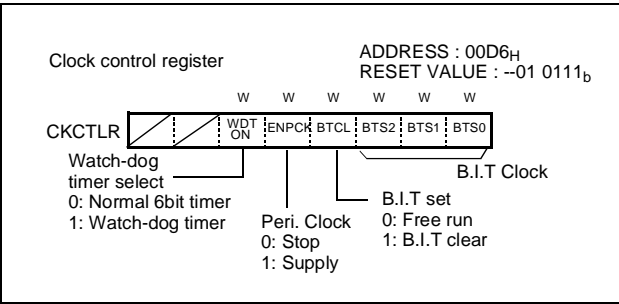 Clock control register
ADDRESS : 00D6H
RESET VALUE : --01 0111b
W W W W W W
CKCTLR WDT ON ENPCK BTCL BTS2 BTS1 BTS0
Watch-dog
timer select
0: Normal 6bit timer
1: Watch-dog timer
Peri. Clock
0: Stop
1: Supply
B.I.T set
0: Free run
1: B.I.T clear
B.I.T Clock